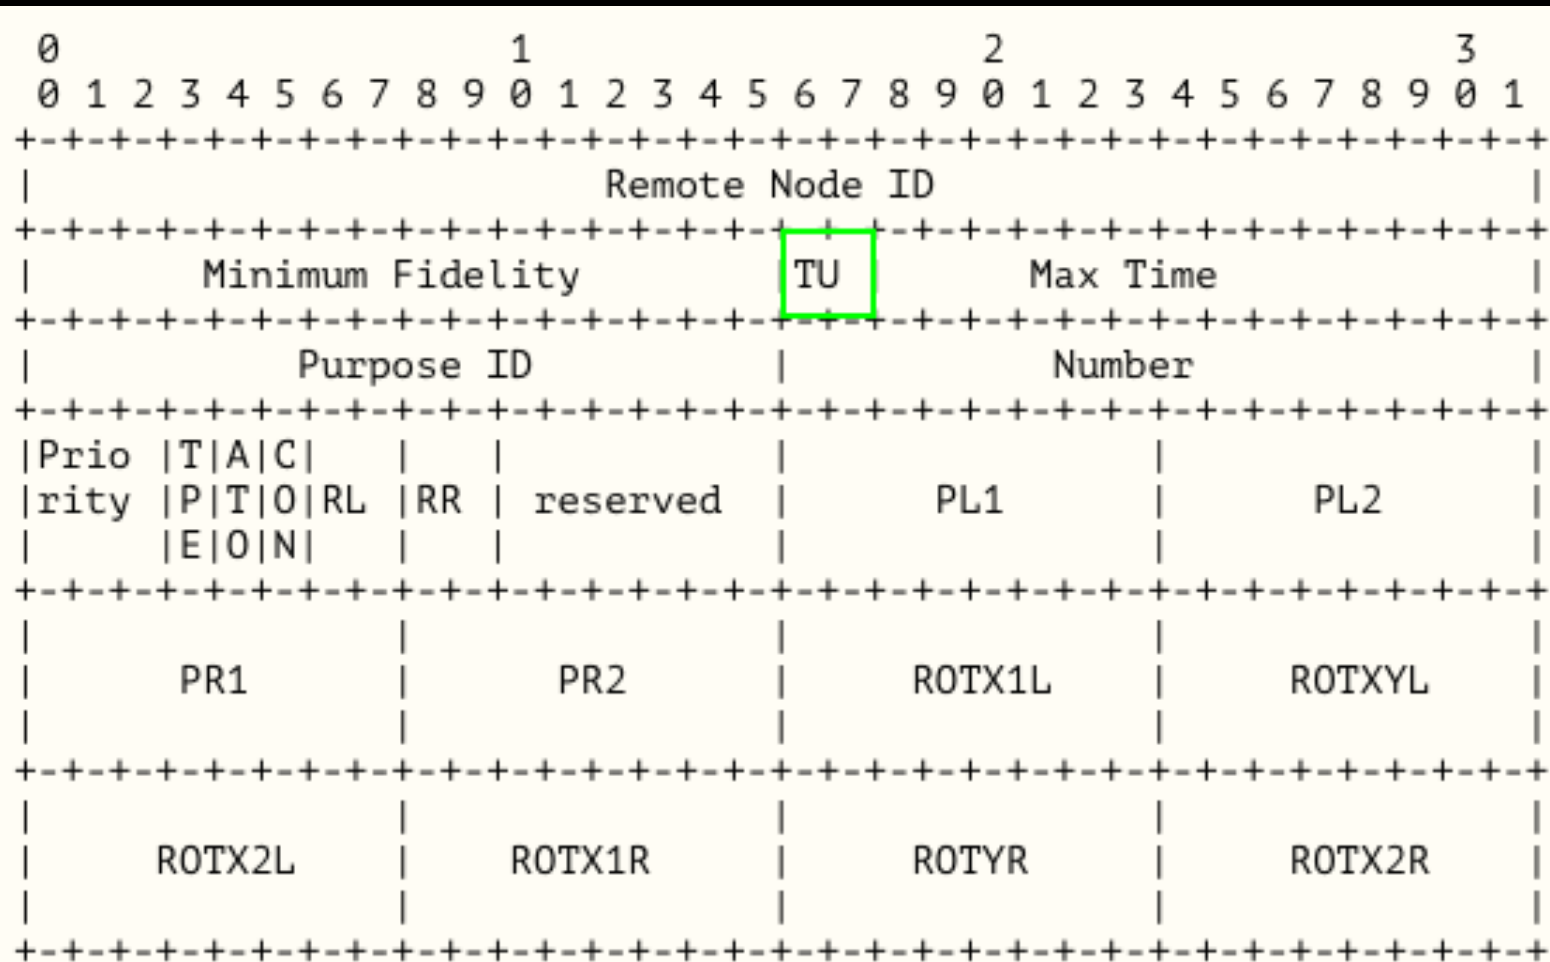 0                   1                   2                   3
 0 1 2 3 4 5 6 7 8 9 0 1 2 3 4 5 6 7 8 9 0 1 2 3 4 5 6 7 8 9 0 1
+-+-+-+-+-+-+-+-+-+-+-+-+-+-+-+-+-+-+-+-+-+-+-+-+-+-+-+-+-+-+-+-+
|                        Remote Node ID                         |
+-+-+-+-+-+-+-+-+-+-+-+-+-+-+-+-+-+-+-+-+-+-+-+-+-+-+-+-+-+-+-+-+
|       Minimum Fidelity        |TU |      Max Time             |
+-+-+-+-+-+-+-+-+-+-+-+-+-+-+-+-+-+-+-+-+-+-+-+-+-+-+-+-+-+-+-+-+
|           Purpose ID          |           Number              |
+-+-+-+-+-+-+-+-+-+-+-+-+-+-+-+-+-+-+-+-+-+-+-+-+-+-+-+-+-+-+-+-+
|Prio |T|A|C|   |   |           |               |               |
|rity |P|T|O|RL |RR | reserved  |      PL1      |      PL2      |
|     |E|O|N|   |   |           |               |               |
+-+-+-+-+-+-+-+-+-+-+-+-+-+-+-+-+-+-+-+-+-+-+-+-+-+-+-+-+-+-+-+-+
|               |               |               |               |
|      PR1      |      PR2      |     ROTX1L    |     ROTXYL    |
|               |               |               |               |
+-+-+-+-+-+-+-+-+-+-+-+-+-+-+-+-+-+-+-+-+-+-+-+-+-+-+-+-+-+-+-+-+
|               |               |               |               |
|     ROTX2L    |    ROTX1R     |     ROTYR     |     ROTX2R    |
|               |               |               |               |
+-+-+-+-+-+-+-+-+-+-+-+-+-+-+-+-+-+-+-+-+-+-+-+-+-+-+-+-+-+-+-+-+